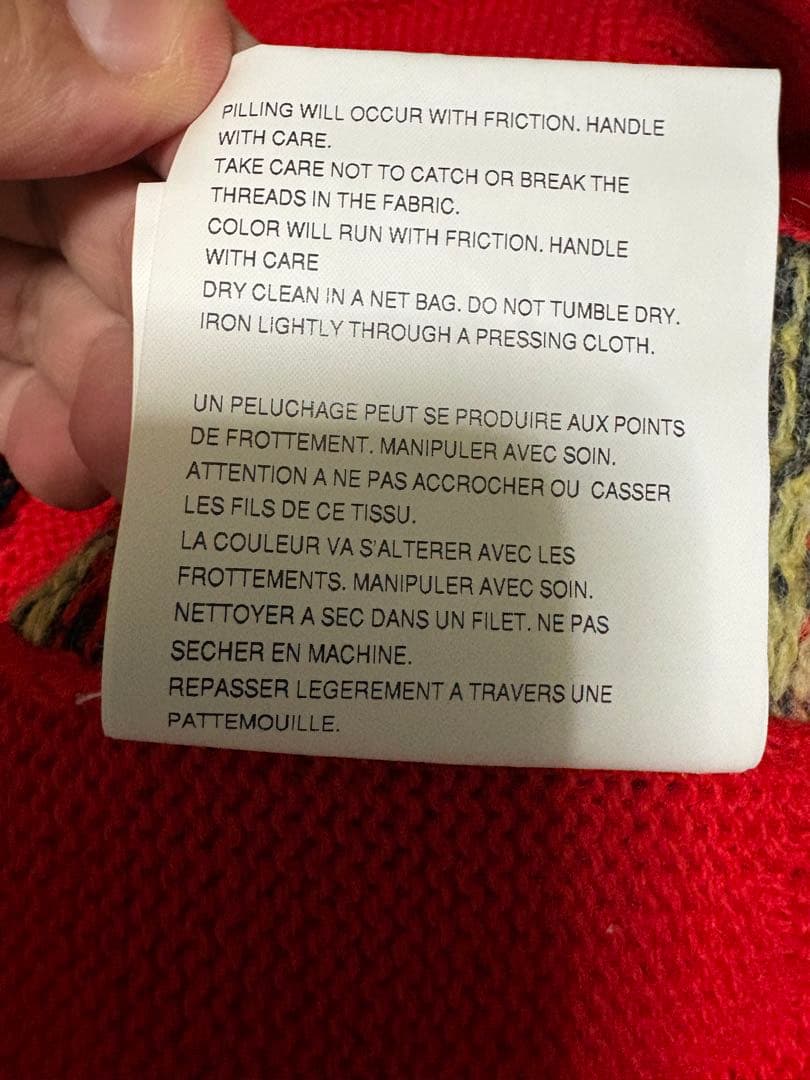 PILLING WILL OCCUR WITH FRICTION. HANDLE
WITH CARE.
TAKE CARE NOT TO CATCH OR BREAK THE
THREADS IN THE FABRIC.
COLOR WILL RUN WITH FRICTION. HANDLE
WITH CARE
DRY CLEAN IN A NET BAG. DO NOT TUMBLE DRY.
IRON LIGHTLY THROUGH A PRESSING CLOTH.
UN PELUCHAGE PEUT SE PRODUIRE AUX POINTS
DE FROTTEMENT. MANIPULER AVEC SOIN.
ATTENTION A NE PAS ACCROCHER OU CASSER
LES FILS DE CE TISSU.
LA COULEUR VA S'ALTERER AVEC LES
FROTTEMENTS. MANIPULER AVEC SOIN.
NETTOYER A SEC DANS UN FILET. NE PAS
SECHER EN MACHINE.
REPASSER LEGEREMENT A TRAVERS UNE
PATTEMOUILLE.